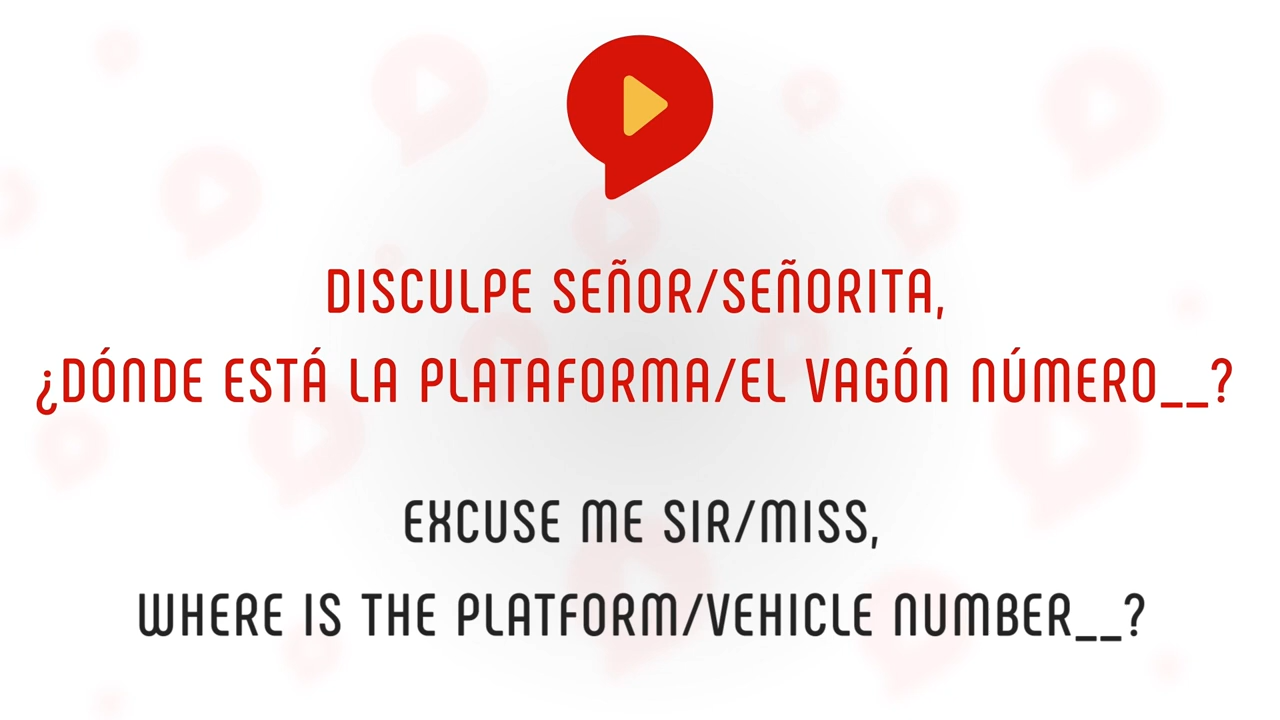 DISCULPE SEÑOR/SEÑORITA,
¿DÓNDE ESTÁ LA PLATAFORMA/EL VAGÓN NÚMERO__?
EXCUSE ME SIR/MISS,
WHERE IS THE PLATFORM/VEHICLE NUMBER__?